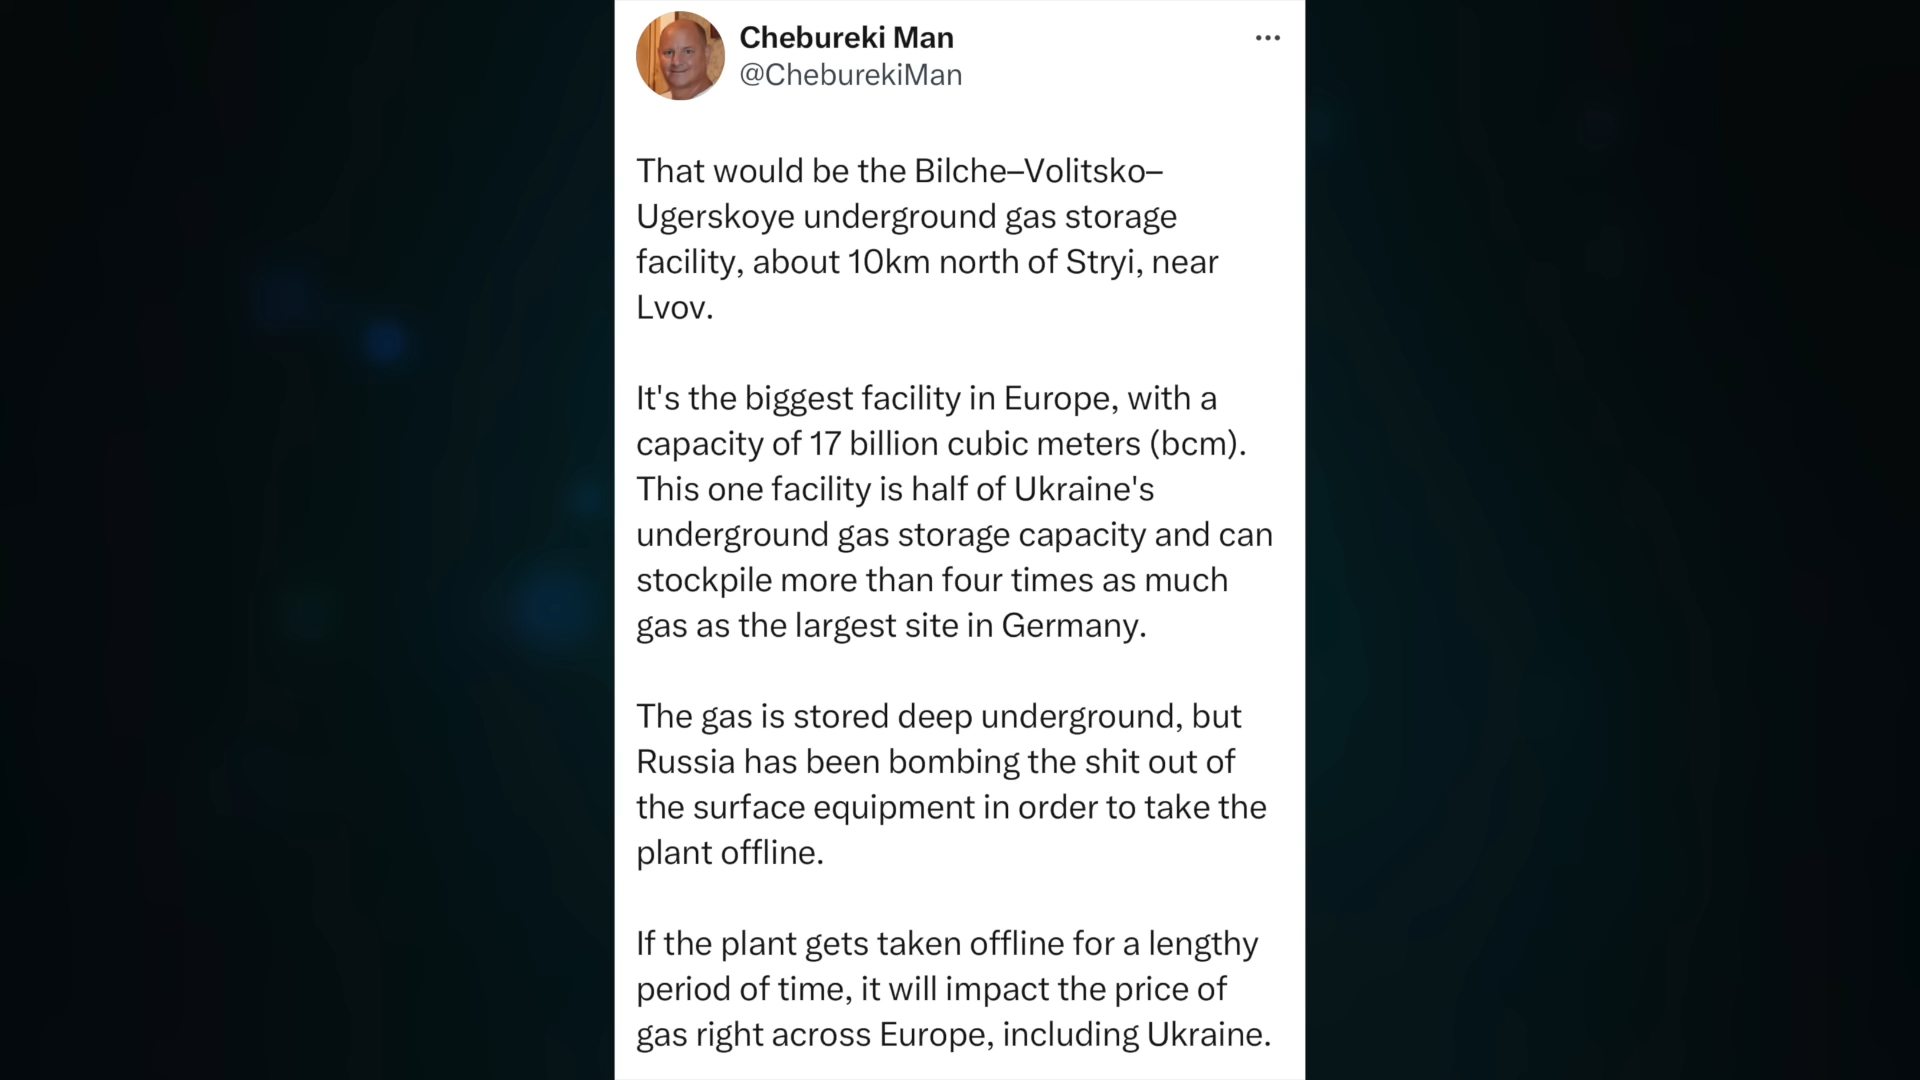 Chebureki Man
@CheburekiMan
That would be the Bilche–Volitsko–
Ugerskoye underground gas storage
facility, about 10km north of Stryi, near
Lvov.
It's the biggest facility in Europe, with a
capacity of 17 billion cubic meters (bcm).
This one facility is half of Ukraine's
underground gas storage capacity and can
stockpile more than four times as much
gas as the largest site in Germany.
The gas is stored deep underground, but
Russia has been bombing the shit out of
the surface equipment in order to take the
plant offline.
If the plant gets taken offline for a lengthy
period of time, it will impact the price of
gas right across Europe, including Ukraine.